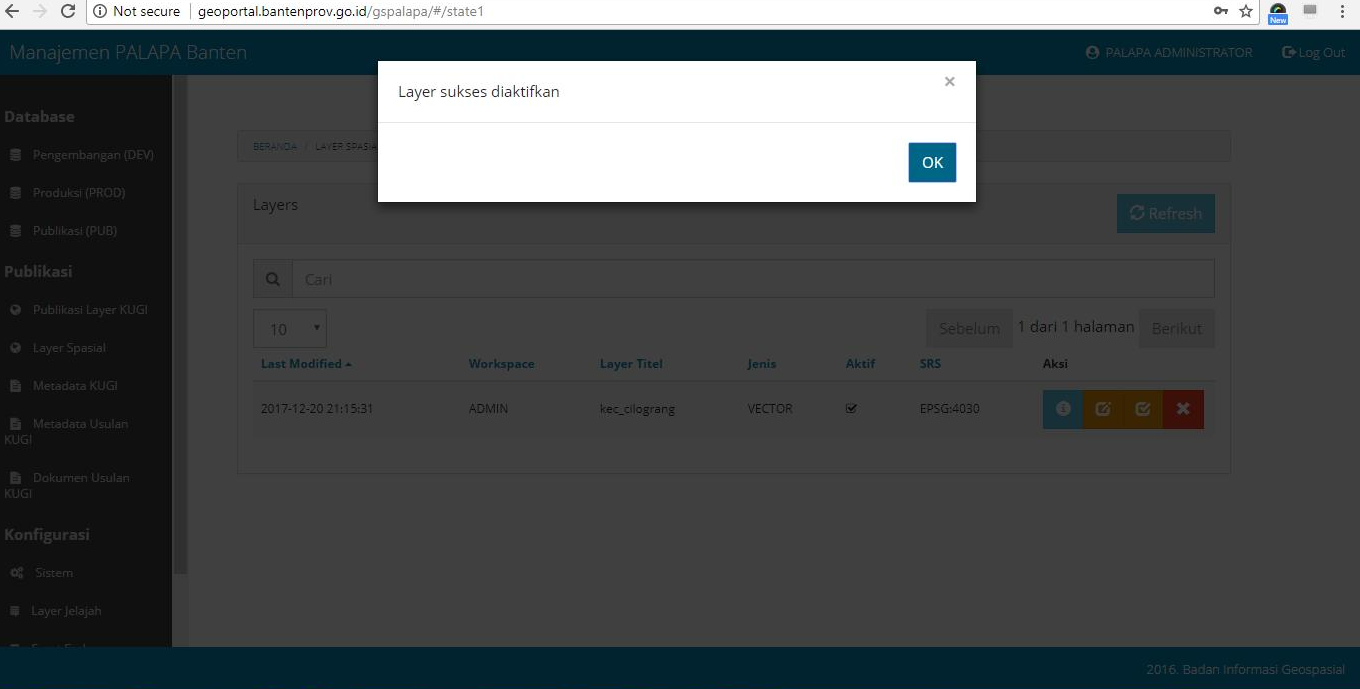 Not secure geoportal.bantenprov.go.id/gspalapa/#/state1
New
Manajemen PALAPA Banten
PALAPA ADMINISTRATOR
Log Out
Layer sukses diaktifkan
×
OK
Database
Pengembangan (DEV)
Produksi (PROD)
Publikasi (PUB)
Publikasi
Publikasi Layer KUGI
Layer Spasial
Metadata KUGI
Metadata Usulan
KUGI
Dokumen Usulan
KUGI
Konfigurasi
Sistem
Layer Jelajah
BERANDA / LAYER SPASIA
Layers
Refresh
Cari
10
Sebelum 1 dari 1 halaman Berikut
Last Modified Workspace Layer Titel Jenis Aktif SRS Aksi
2017-12-20 21:15:31 ADMIN kec_cilograng VECTOR EPSG:4030
2016. Badan Informasi Geospasial